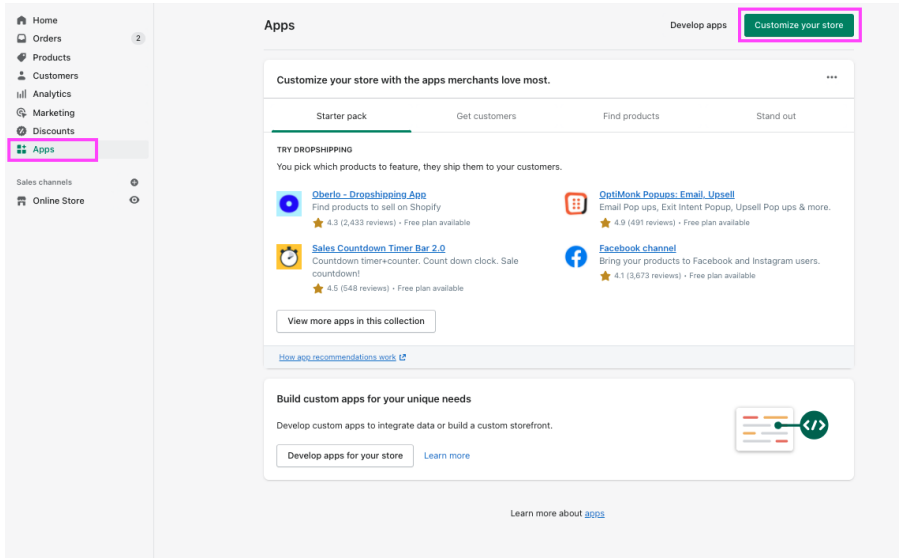 Home
Orders 2
Products
Customers
Analytics
Marketing
Discounts
Apps
Sales channels
Online Store
Apps
Develop apps
Customize your store
Customize your store with the apps merchants love most.
Starter pack
Get customers
Find products
Stand out
TRY DROPSHIPPING
You pick which products to feature, they ship them to your customers.
Oberlo - Dropshipping App
Find products to sell on Shopify
4.3 (2,433 reviews) • Free plan available
OptiMonk Popups: Email, Upsell
Email Pop ups, Exit Intent Popup, Upsell Pop ups & more.
4.9 (491 reviews) • Free plan available
Sales Countdown Timer Bar 2.0
Countdown timer+counter. Count down clock. Sale
countdown!
4.5 (548 reviews) • Free plan available
Facebook channel
Bring your products to Facebook and Instagram users.
4.1 (3,673 reviews) • Free plan available
View more apps in this collection
How app recommendations work
Build custom apps for your unique needs
Develop custom apps to integrate data or build a custom storefront.
Develop apps for your store
Learn more
</>
Learn more about apps